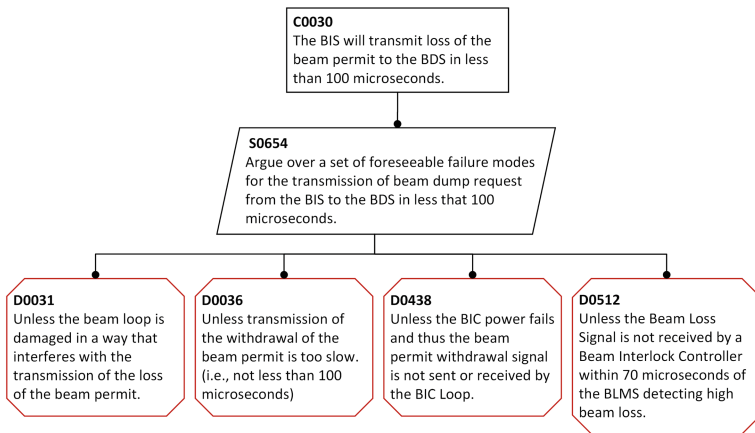 C0030
The BIS will transmit loss of the
beam permit to the BDS in less
than 100 microseconds.
S0654
Argue over a set of foreseeable failure modes
for the transmission of beam dump request
from the BIS to the BDS in less that 100
microseconds.
D0031
Unless the beam loop is
damaged in a way that
interferes with the
transmission of the loss
of the beam permit.
D0036
Unless transmission of
the withdrawal of the
beam permit is too slow.
(i.e., not less than 100
microseconds)
D0438
Unless the BIC power fails
and thus the beam
permit withdrawal signal
is not sent or received by
the BIC Loop.
D0512
Unless the Beam Loss
Signal is not received by a
Beam Interlock Controller
within 70 microseconds of
the BLMS detecting high
beam loss.